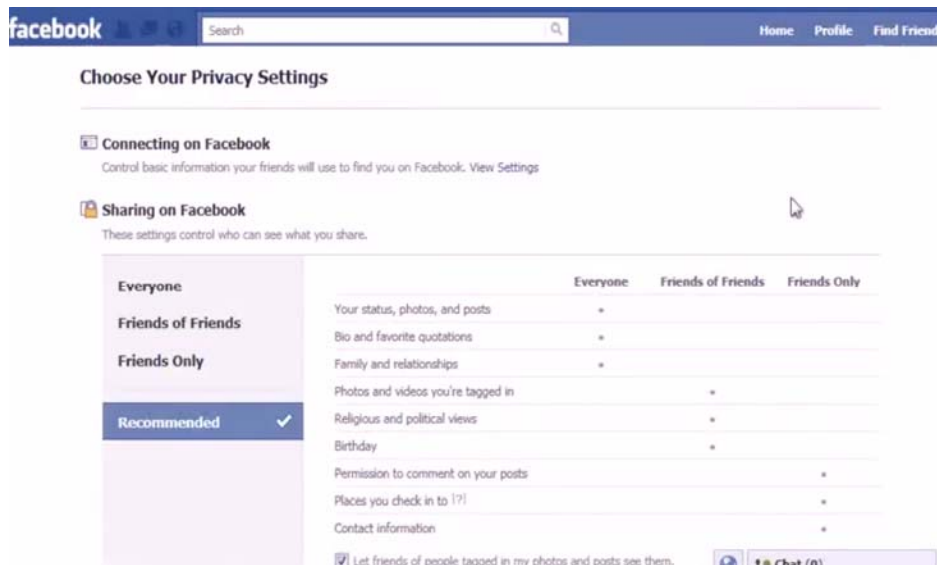 facebook
Search
Home Profile Find Friend
Choose Your Privacy Settings
Connecting on Facebook
Control basic information your friends will use to find you on Facebook. View Settings
Sharing on Facebook
These settings control who can see what you share.
Everyone
Friends of Friends
Friends Only
Recommended
Everyone Friends of Friends Friends Only
Your status, photos, and posts
Bio and favorite quotations
Family and relationships
Photos and videos you're tagged in
Religious and political views
Birthday
Permission to comment on your posts
Places you check in to [?]
Contact information
Let friends of people tagged in my photos and posts see them.
Chat (0)